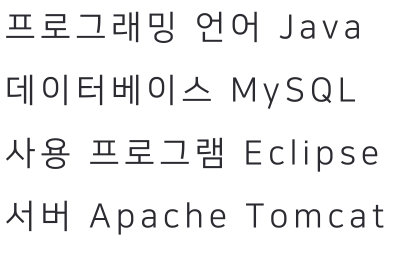 프로그래밍 언어 Java
데이터베이스 MySQL
사용 프로그램 Eclipse
서버 Apache Tomcat